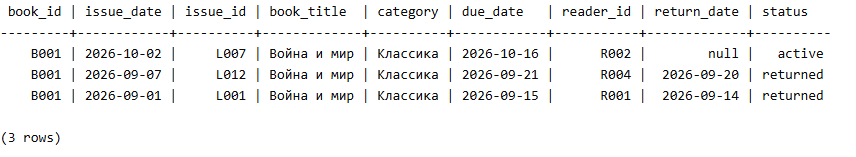 book_id | issue_date | issue_id | book_title  | category | due_date   | reader_id | return_date | status
---------+------------+----------+-------------+----------+------------+-----------+-------------+----------
    B001 | 2026-10-02 |     L007 | Война и мир | Классика | 2026-10-16 |      R002 |        null |   active
    B001 | 2026-09-07 |     L012 | Война и мир | Классика | 2026-09-21 |      R004 |  2026-09-20 | returned
    B001 | 2026-09-01 |     L001 | Война и мир | Классика | 2026-09-15 |      R001 |  2026-09-14 | returned
(3 rows)